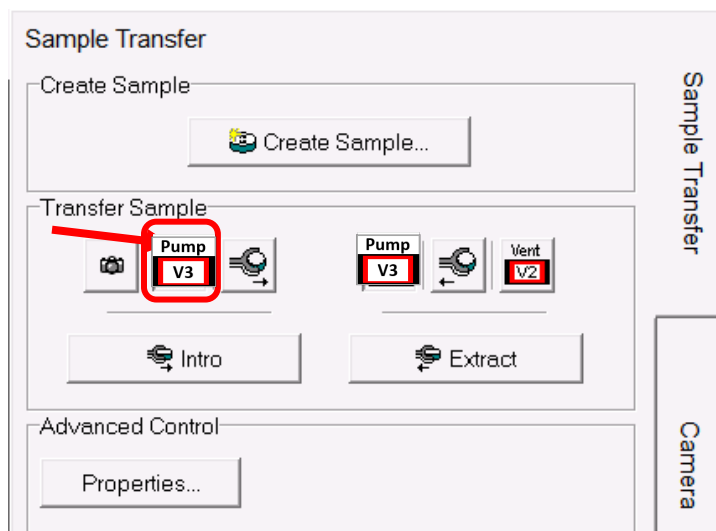 Sample Transfer
Create Sample
Create Sample...
Transfer Sample
Pump
V3
Pump
V3
Vent
V2
Intro
Extract
Advanced Control
Properties...
Sample Transfer
Camera